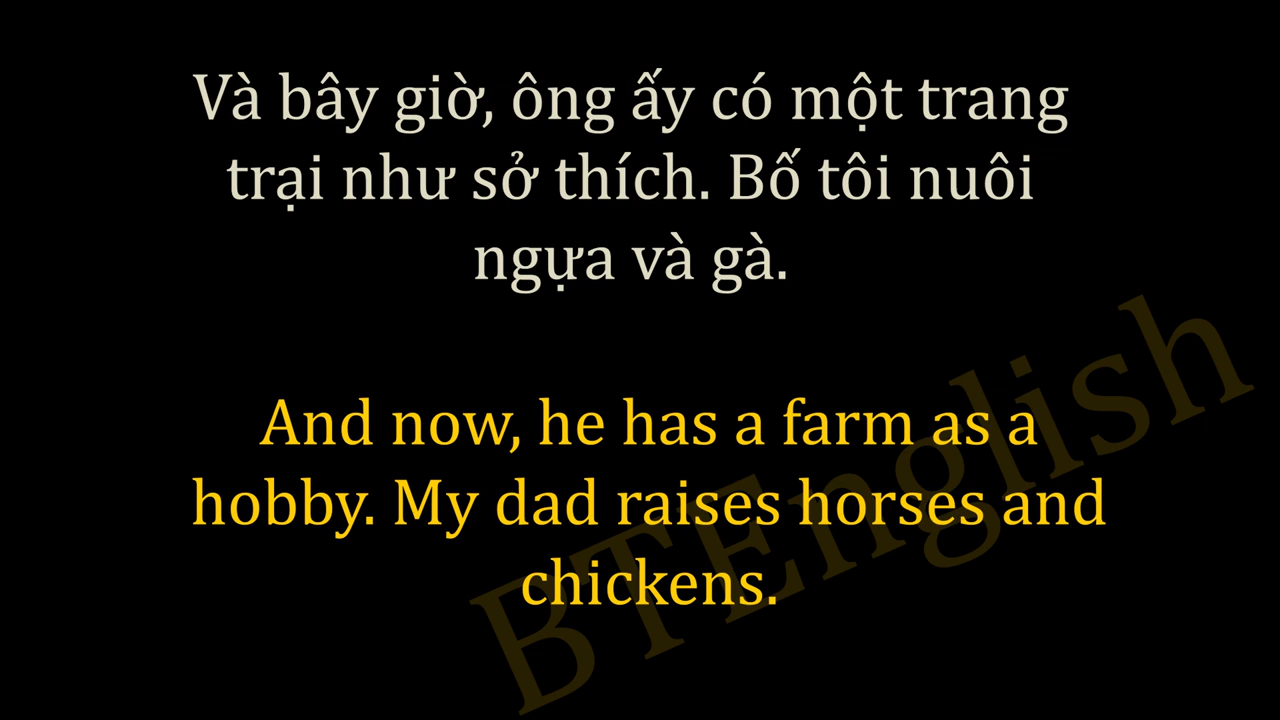 Và bây giờ, ông ấy có một trang
trại như sở thích. Bố tôi nuôi
ngựa và gà.
And now, he has a farm as a
hobby. My dad raises horses and
chickens.
BTEnglish